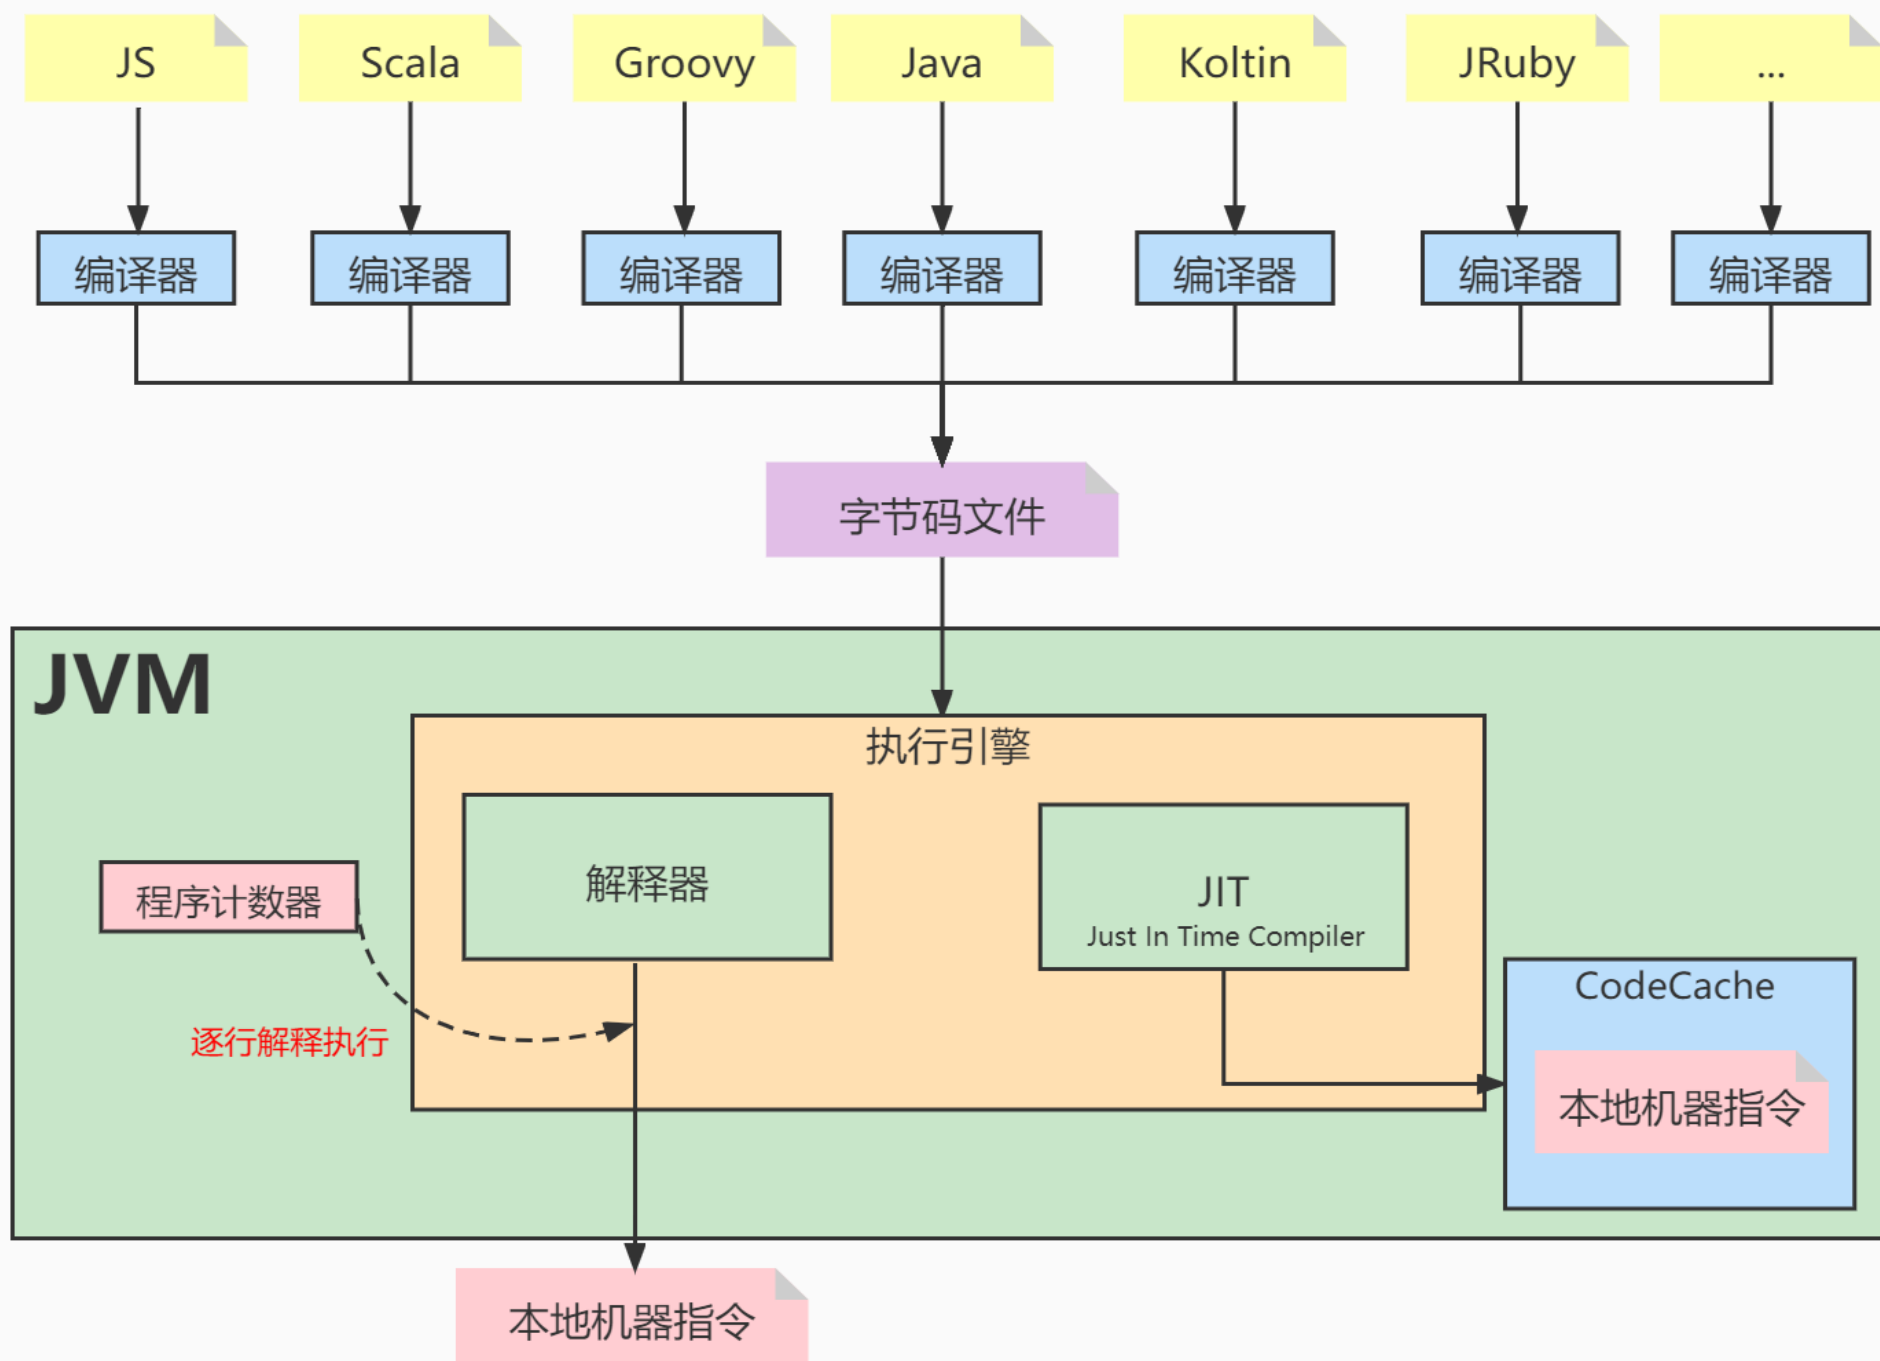 JS
Scala
Groovy
Java
Koltin
JRuby
...
编译器
编译器
编译器
编译器
编译器
编译器
编译器
字节码文件
JVM
执行引擎
解释器
JIT
Just In Time Compiler
程序计数器
逐行解释执行
CodeCache
本地机器指令
本地机器指令